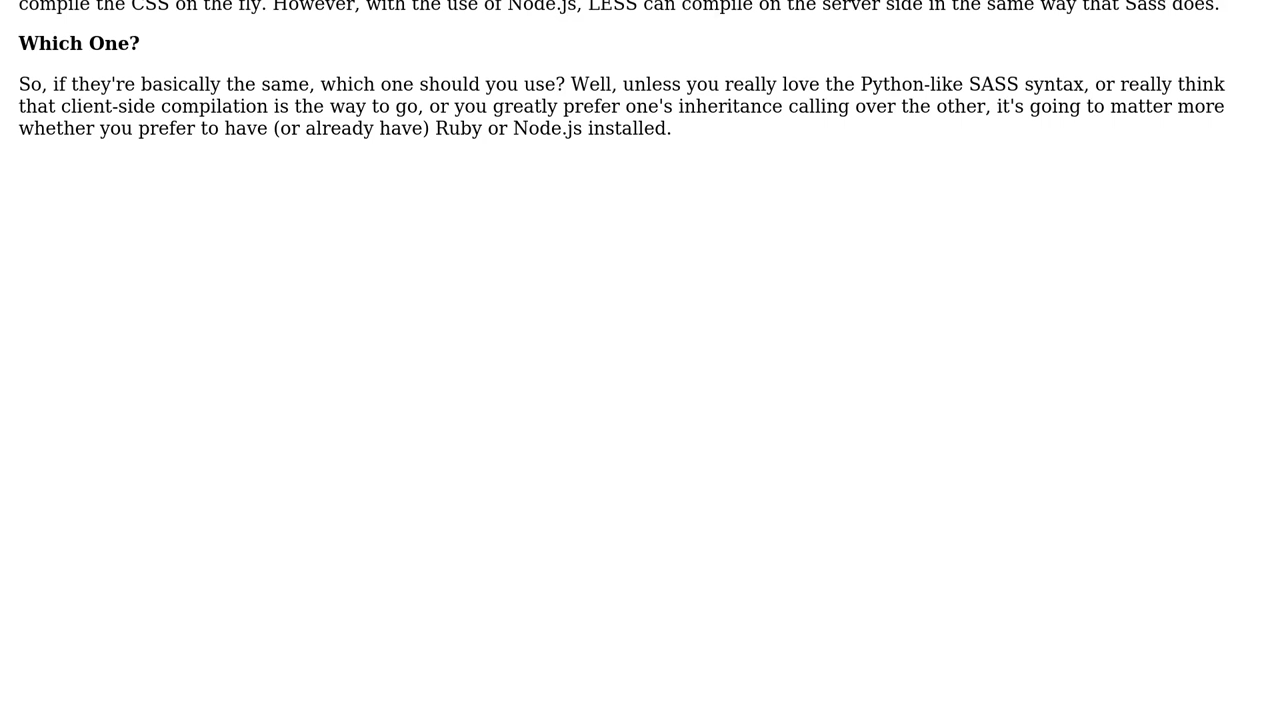 compile the CSS on the fly. However, with the use of Node.js, LESS can compile on the server side in the same way that Sass does.
Which One?
So, if they're basically the same, which one should you use? Well, unless you really love the Python-like SASS syntax, or really think
that client-side compilation is the way to go, or you greatly prefer one's inheritance calling over the other, it's going to matter more
whether you prefer to have (or already have) Ruby or Node.js installed.